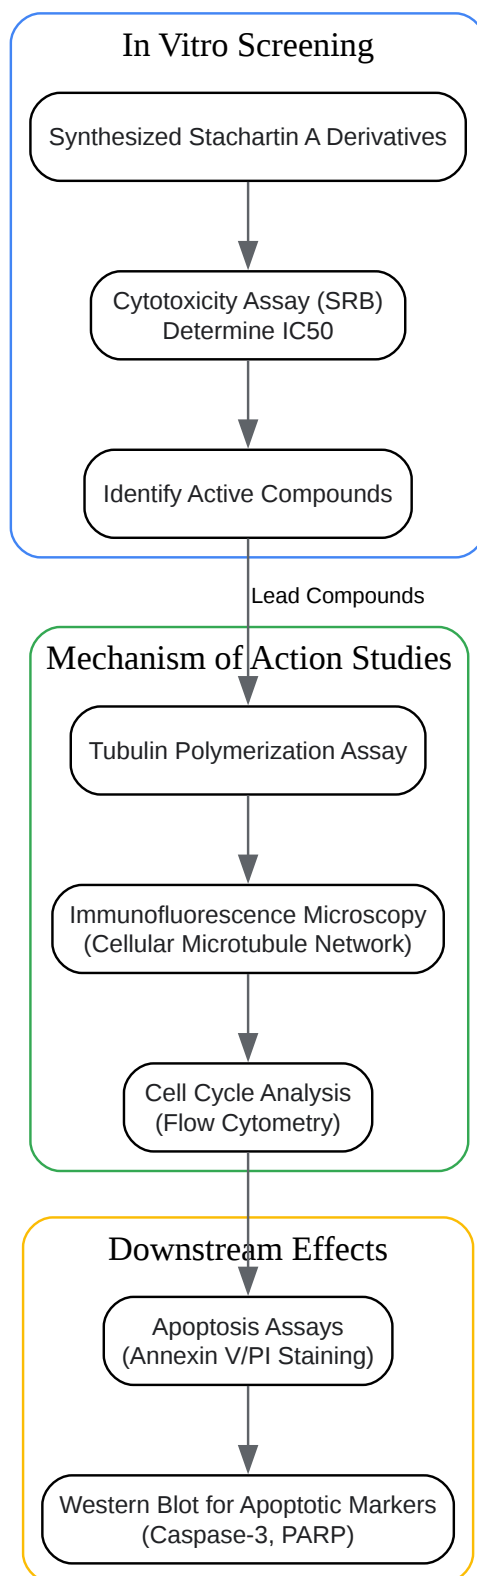 In Vitro Screening
Synthesized Stachartin A Derivatives
Cytotoxicity Assay (SRB)
Determine IC50
Identify Active Compounds
Lead Compounds
Mechanism of Action Studies
Tubulin Polymerization Assay
Immunofluorescence Microscopy
(Cellular Microtubule Network)
Cell Cycle Analysis
(Flow Cytometry)
Downstream Effects
Apoptosis Assays
(Annexin V/PI Staining)
Western Blot for Apoptotic Markers
(Caspase-3, PARP)